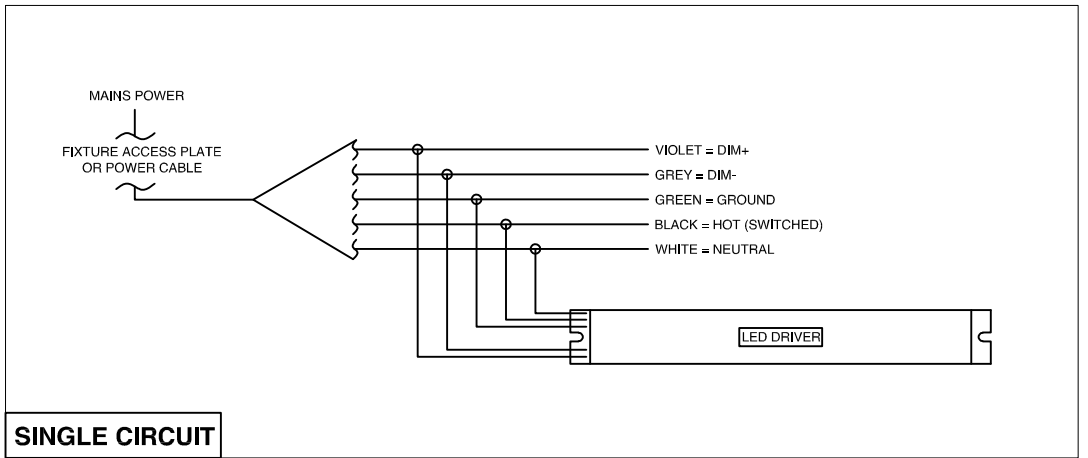 MAINS POWER
FIXTURE ACCESS PLATE
OR POWER CABLE
VIOLET = DIM+
GREY = DIM-
GREEN = GROUND
BLACK = HOT (SWITCHED)
WHITE = NEUTRAL
LED DRIVER
SINGLE CIRCUIT